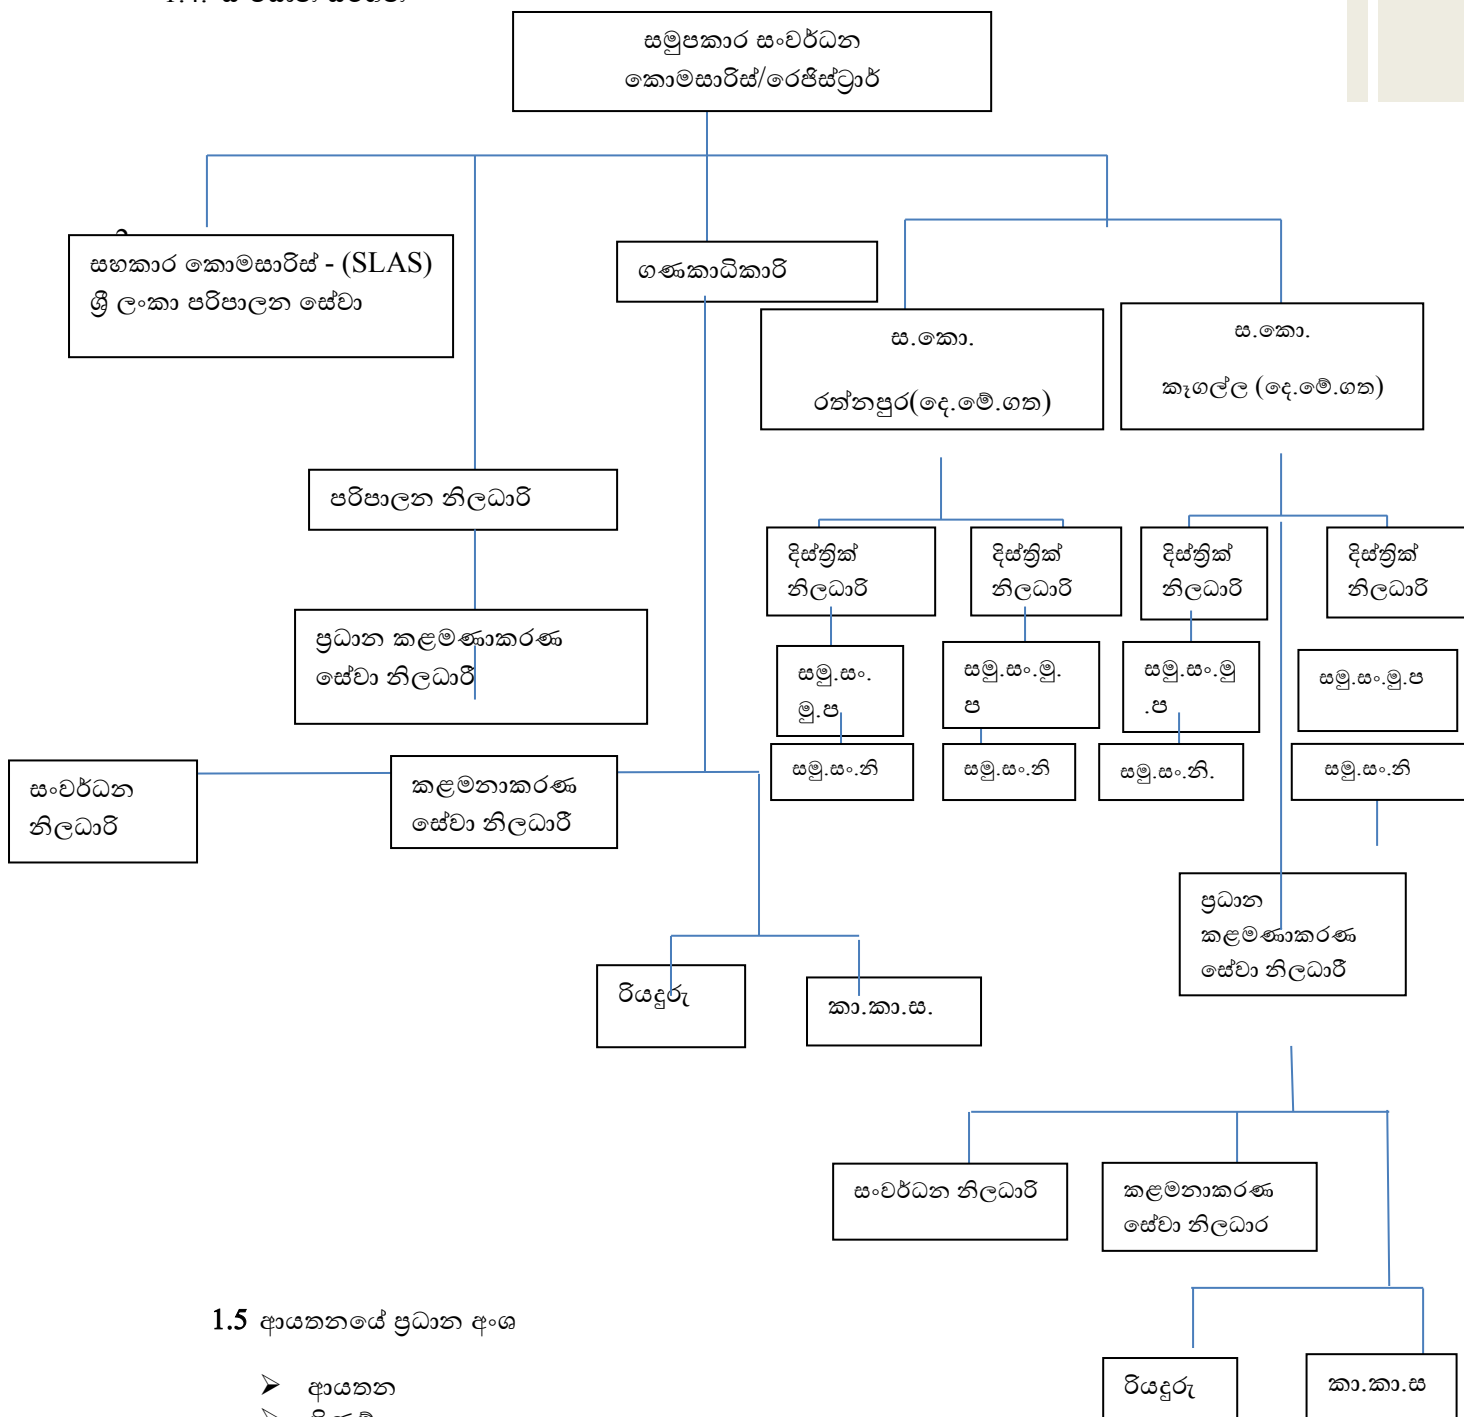 සමුපකාර සංවර්ධන
කොමසාරිස්/රෙජිස්ට්‍රාර්
සහකාර කොමසාරිස් - (SLAS)
ශ්‍රී ලංකා පරිපාලන සේවා
ගණකාධිකාරි
ස.කො.
රත්නපුර(දෙ.මේ.ගත)
ස.කො.
කෑගල්ල (දෙ.මේ.ගත)
පරිපාලන නිලධාරි
දිස්ත්‍රික්
නිලධාරි
දිස්ත්‍රික්
නිලධාරි
දිස්ත්‍රික්
නිලධාරි
දිස්ත්‍රික්
නිලධාරි
ප්‍රධාන කළමණාකරණ
සේවා නිලධාරී
සමු.සං.
මු.ප
සමු.සං.මු.
ප
සමු.සං.මු
.ප
සමු.සං.මු.ප
සමු.සං.නි
සමු.සං.නි
සමු.සං.නි.
සමු.සං.නි
සංවර්ධන
නිලධාරි
කළමනාකරණ
සේවා නිලධාරී
ප්‍රධාන
කළමණාකරණ
සේවා නිලධාරී
රියදුරු
කා.කා.ස.
සංවර්ධන නිලධාරි
කළමනාකරණ
සේවා නිලධාර
1.5 ආයතනයේ ප්‍රධාන අංශ
➢ ආයතන
රියදුරු
කා.කා.ස